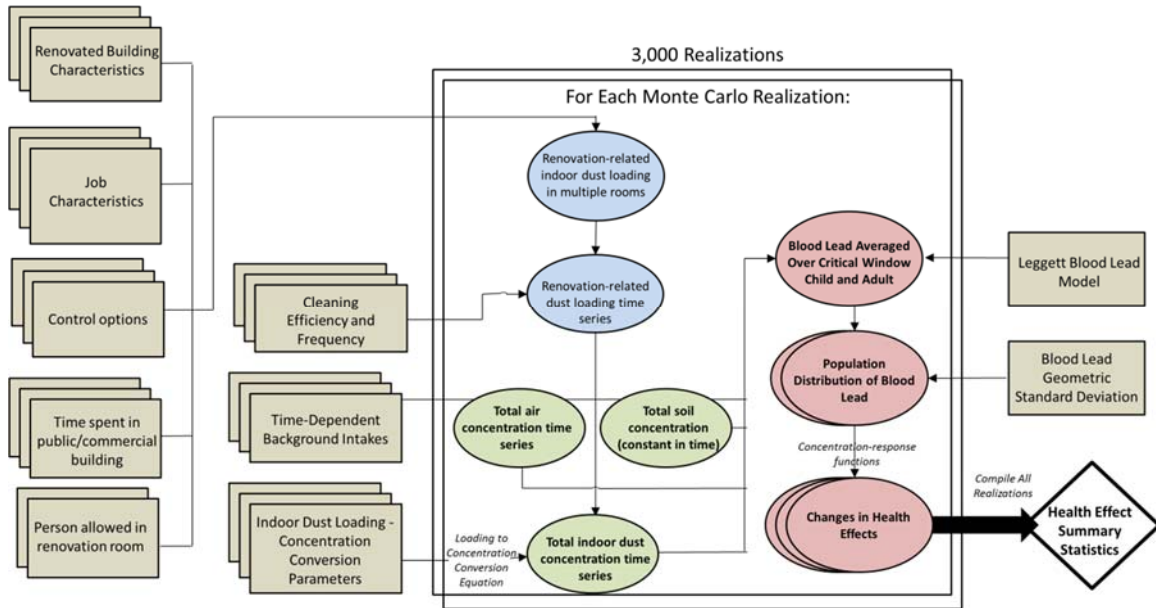 3,000 Realizations
For Each Monte Carlo Realization:
Renovated Building
Characteristics
Job
Characteristics
Control options
Time spent in
public/commercial
building
Person allowed in
renovation room
Cleaning
Efficiency and
Frequency
Time-Dependent
Background Intakes
Indoor Dust Loading -
Concentration
Conversion
Parameters
Loading to
Concentration
Conversion
Equation
Renovation-related
indoor dust loading
in multiple rooms
Renovation-related
dust loading time
series
Total air
concentration time
series
Total soil
concentration
(constant in time)
Total indoor dust
concentration time
series
Blood Lead Averaged
Over Critical Window
Child and Adult
Population
Distribution of Blood
Lead
Concentration-response
functions
Changes in Health
Effects
Leggett Blood Lead
Model
Blood Lead
Geometric
Standard Deviation
Compile All
Realizations
Health Effect
Summary
Statistics